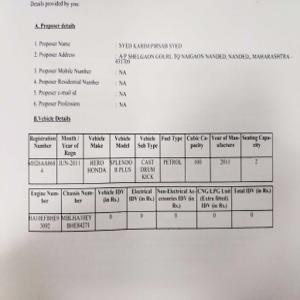 Details provided by you:
A. Proposer details
1. Proposer Name : SYED KARIM PIRSAB SYED
2. Proposer Address : A/P SHELGAON GOURI, TQ NAIGAON NANDED, NANDED, MAHARASHTRA -
431709
3. Proposer Mobile Number : NA
4. Proposer Residential Number : NA
5. Proposer e-mail id : NA
6. Proposer Profession : NA
B.Vehicle Details
Registration Number Month / Year of Regn Vehicle Make Vehicle Model Vehicle Sub Type Fuel Type Cubic Capacity Year of Manufacture Seating Capacity
JUN-2011 HERO HONDA SPLENDOR PLUS CAST DRUM KICK PETROL 100 2011 2
Engine Number Chassis Number Vehicle IDV (in Rs.) Electrical IDV (in Rs.) Non-Electrical Accessories IDV (in Rs.) CNG/LPG Unit (Extra fitted) IDV (in Rs.) Total IDV (in Rs.)
0 0 0 0 0